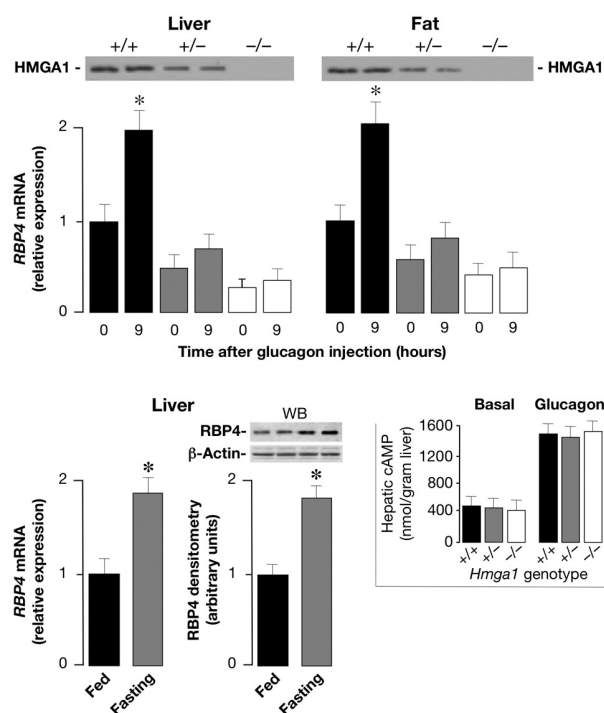 Liver
Fat
+/+ +/– –/– +/+ +/– –/–
HMGA1 - - HMGA1
* *
RBP4 mRNA
(relative expression)
2
1
0
0 9 0 9 0 9 0 9 0 9 0 9
Time after glucagon injection (hours)
Liver
WB
RBP4-
β-Actin-
RBP4 mRNA
(relative expression)
2
1
0
*
Fed
Fasting
RBP4 densitometry
(arbitrary units)
2
1
0
*
Fed
Fasting
Basal Glucagon
Hepatic cAMP
(nmol/gram liver)
1600
1200
800
400
0
+/+ +/– –/– +/+ +/– –/–
Hmga1 genotype